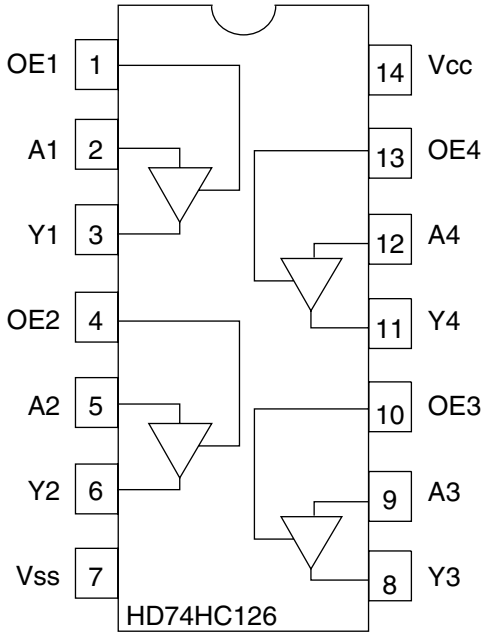 OE1 1 14 Vcc
A1 2 13 OE4
Y1 3 12 A4
OE2 4 11 Y4
A2 5 10 OE3
Y2 6 9 A3
Vss 7 8 Y3
HD74HC126